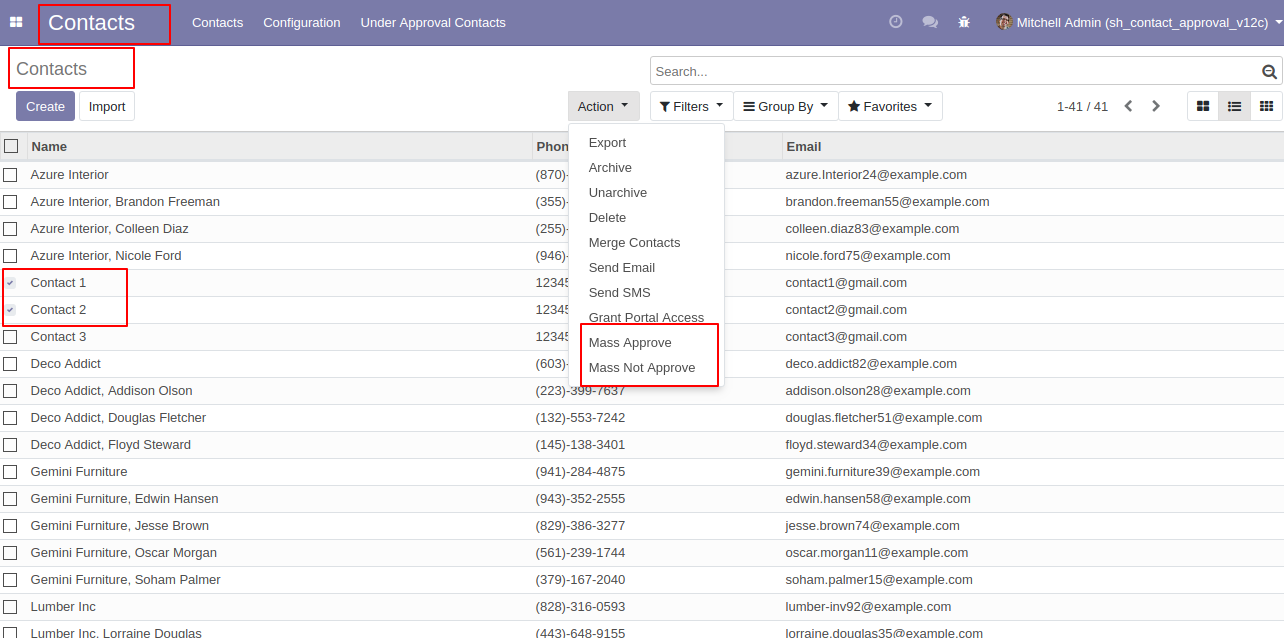 Contacts Contacts Configuration Under Approval Contacts Mitchell Admin (sh_contact_approval_v12c)
Contacts Search...
Create Import Action Filters Group By Favorites 1-41 / 41
Name Phon Email
Azure Interior (870)- azure.Interior24@example.com
Azure Interior, Brandon Freeman (355)- brandon.freeman55@example.com
Azure Interior, Colleen Diaz (255)- colleen.diaz83@example.com
Azure Interior, Nicole Ford (946)- nicole.ford75@example.com
Contact 1 12345 contact1@gmail.com
Contact 2 12345 contact2@gmail.com
Contact 3 12345 contact3@gmail.com
Deco Addict (603)- deco.addict82@example.com
Export
Archive
Unarchive
Delete
Merge Contacts
Send Email
Send SMS
Grant Portal Access
Mass Approve
Mass Not Approve
Deco Addict, Addison Olson (223)-399-7637 addison.olson28@example.com
Deco Addict, Douglas Fletcher (132)-553-7242 douglas.fletcher51@example.com
Deco Addict, Floyd Steward (145)-138-3401 floyd.steward34@example.com
Gemini Furniture (941)-284-4875 gemini.furniture39@example.com
Gemini Furniture, Edwin Hansen (943)-352-2555 edwin.hansen58@example.com
Gemini Furniture, Jesse Brown (829)-386-3277 jesse.brown74@example.com
Gemini Furniture, Oscar Morgan (561)-239-1744 oscar.morgan11@example.com
Gemini Furniture, Soham Palmer (379)-167-2040 soham.palmer15@example.com
Lumber Inc (828)-316-0593 lumber-inv92@example.com
Lumber Inc, Lorraine Douglas (443)-648-9155 lorraine.douglas35@example.com